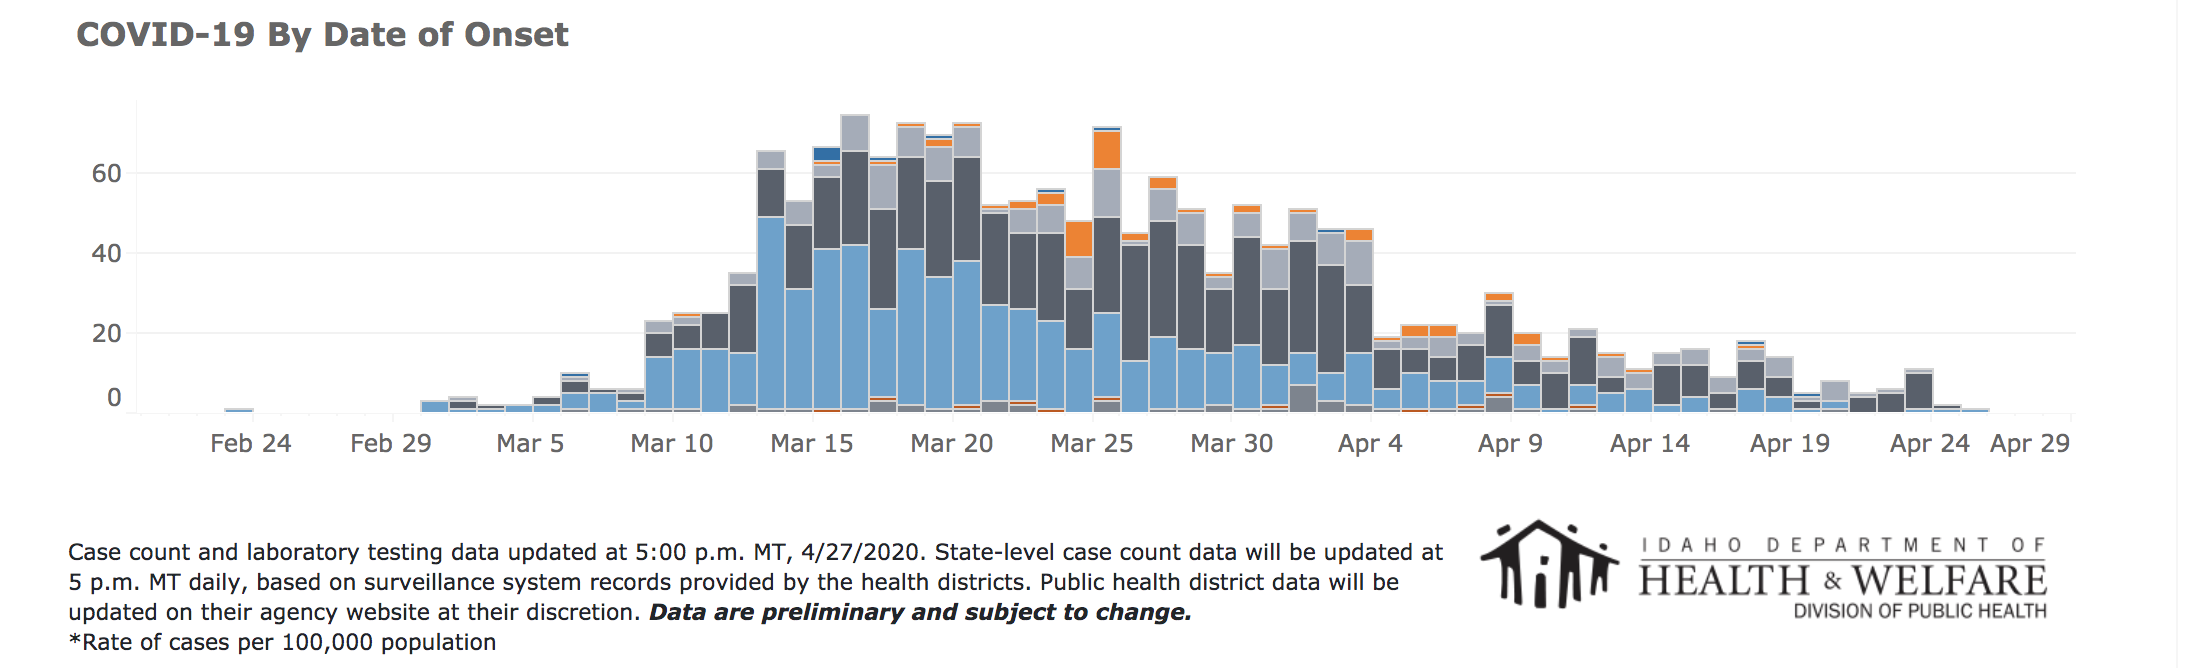 COVID-19 By Date of Onset
60
40
20
0
Feb 24 Feb 29 Mar 5 Mar 10 Mar 15 Mar 20 Mar 25 Mar 30 Apr 4 Apr 9 Apr 14 Apr 19 Apr 24 Apr 29
Case count and laboratory testing data updated at 5:00 p.m. MT, 4/27/2020. State-level case count data will be updated at
5 p.m. MT daily, based on surveillance system records provided by the health districts. Public health district data will be
updated on their agency website at their discretion. Data are preliminary and subject to change.
*Rate of cases per 100,000 population
IDAHO DEPARTMENT OF
HEALTH & WELFARE
DIVISION OF PUBLIC HEALTH